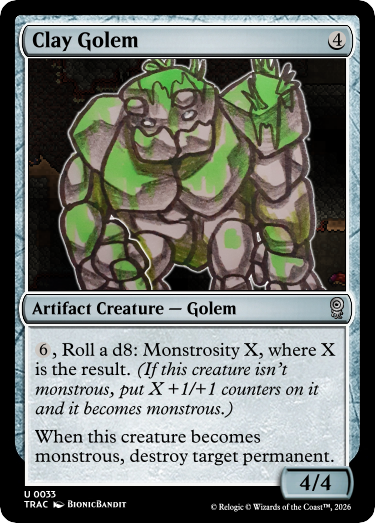 Clay Golem 4
Artifact Creature — Golem
6, Roll a d8: Monstrosity X, where X
is the result. (If this creature isn't
monstrous, put X +1/+1 counters on it
and it becomes monstrous.)
When this creature becomes
monstrous, destroy target permanent.
4/4
U 0033
TRAC BionicBandit
© Relogic © Wizards of the Coast™, 2026